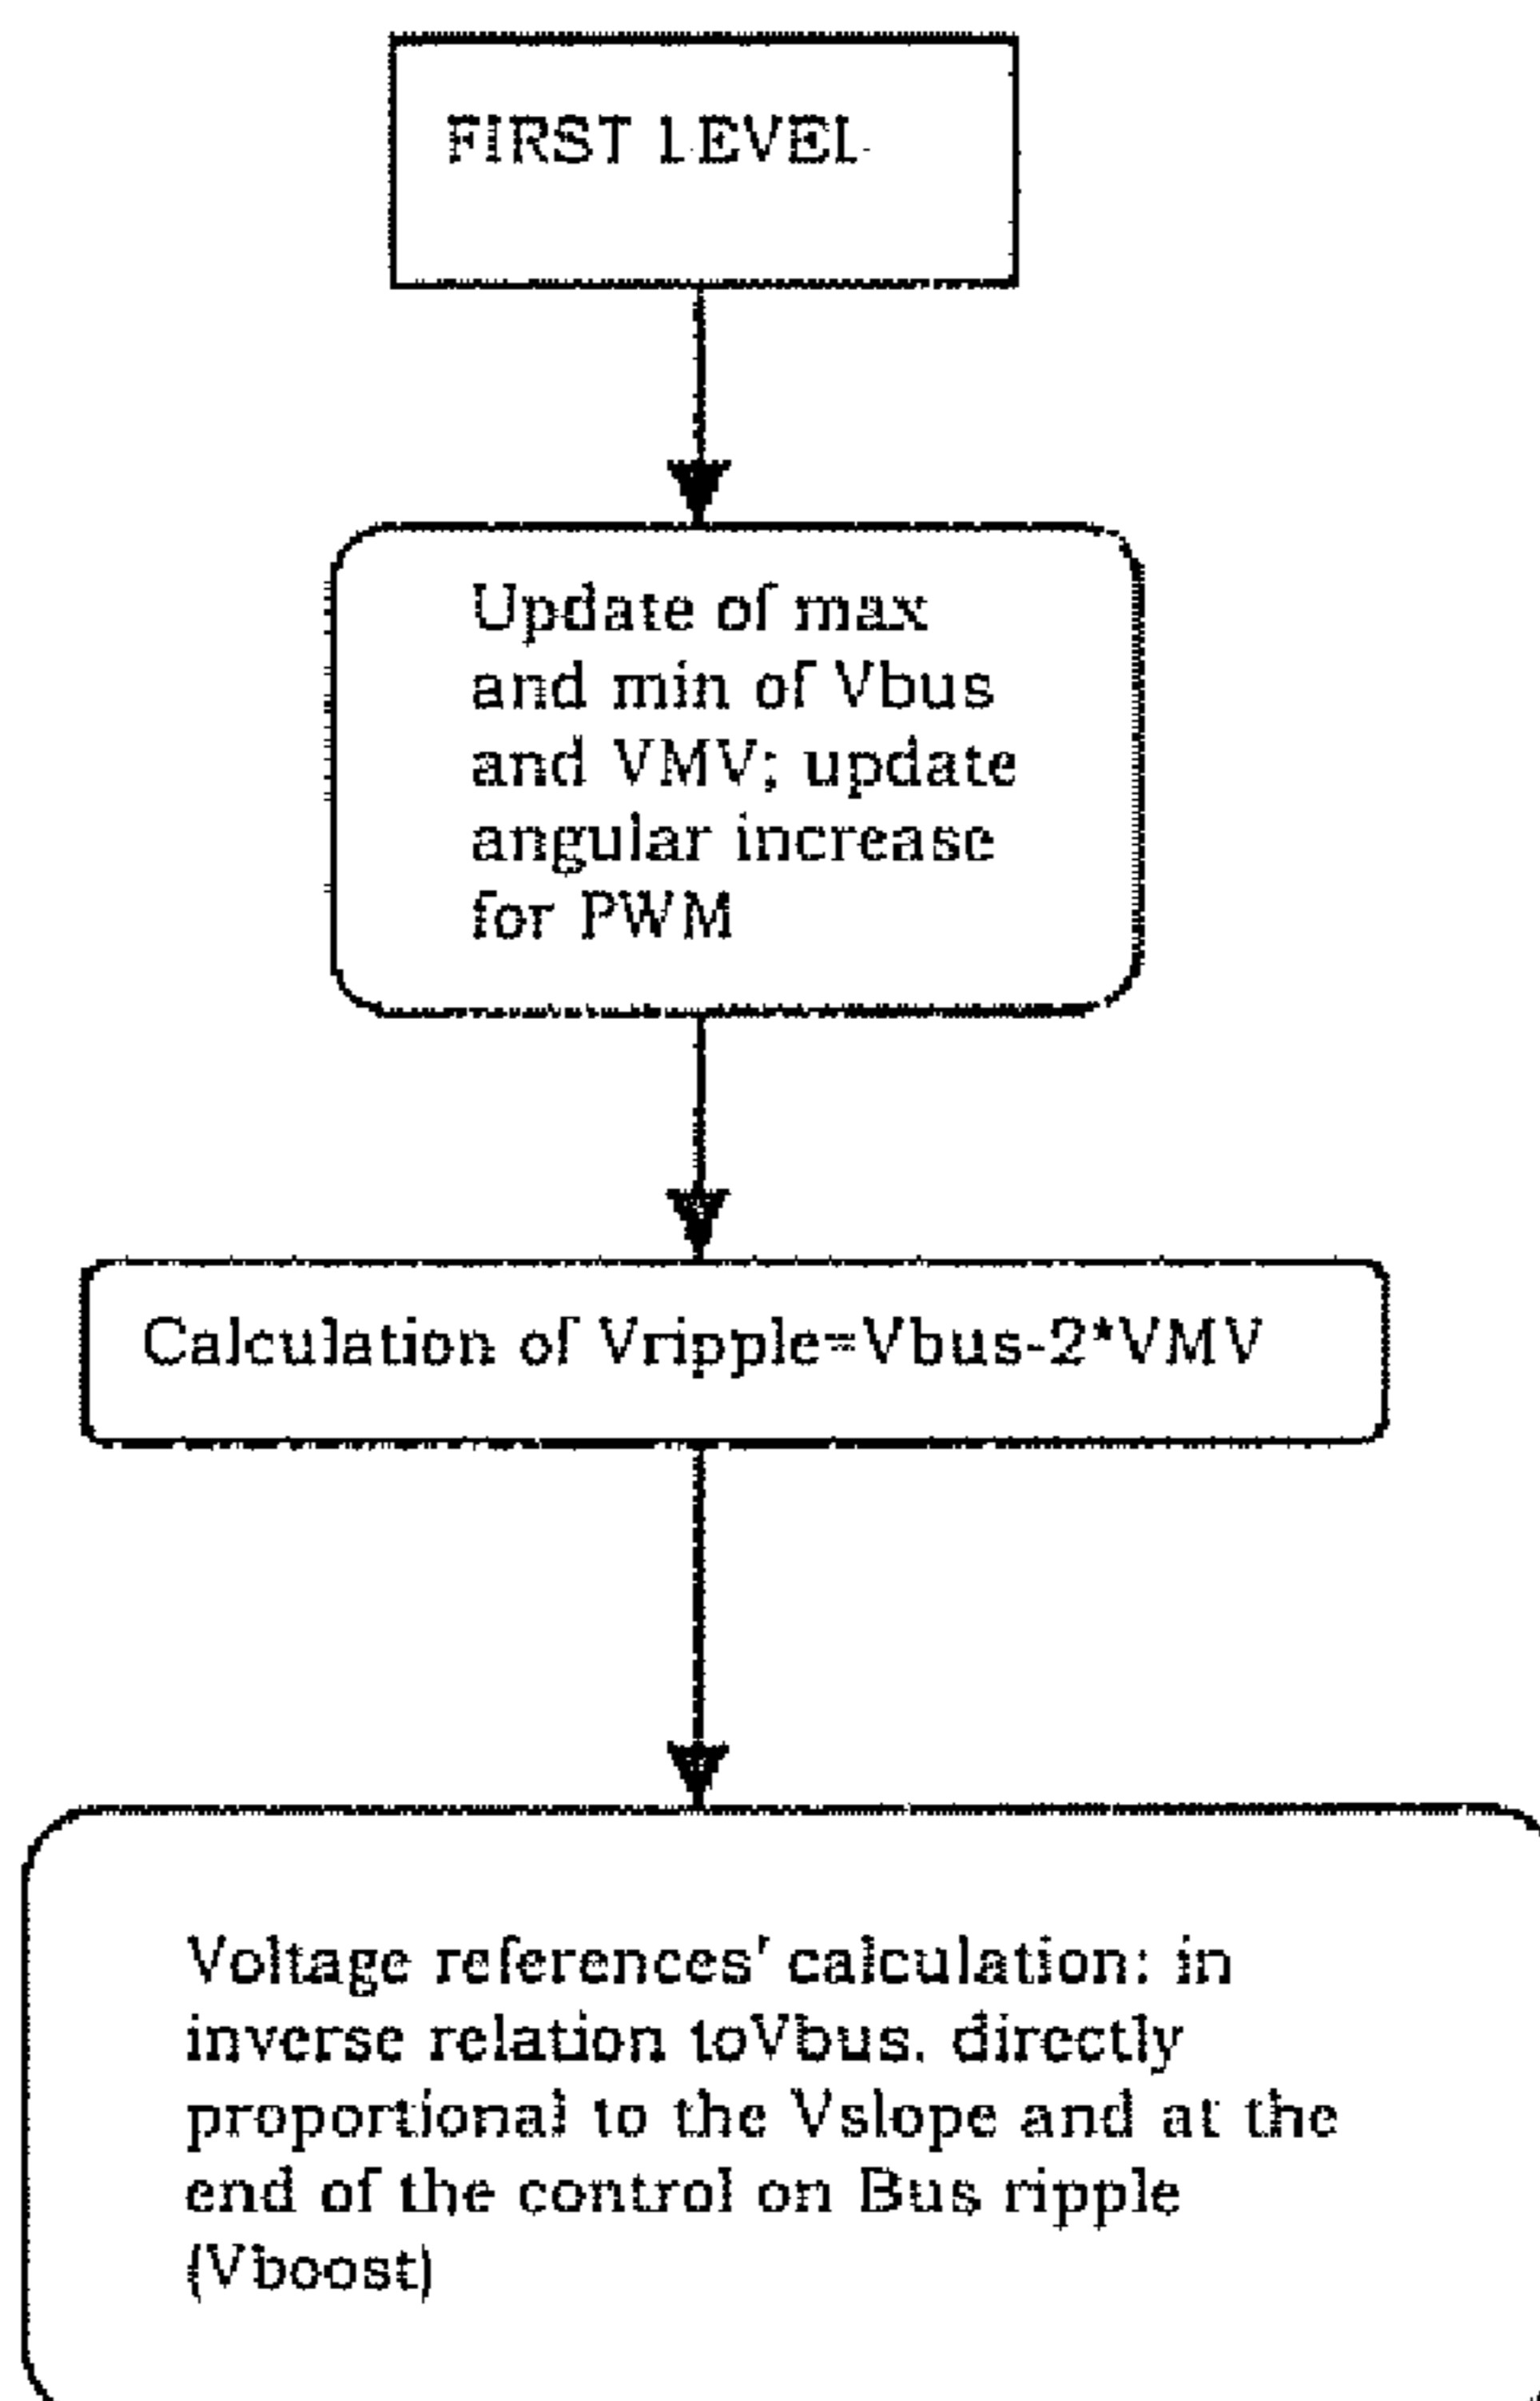 FIRST LEVEL
Update of max
and min of Vbus
and VMV; update
angular increase
for PWM
Calculation of Vripple=Vbus-2*VMV
Voltage references' calculation: in
inverse relation toVbus. directly
proportional to the Vslope and at the
end of the control on Bus ripple
(Vboost)